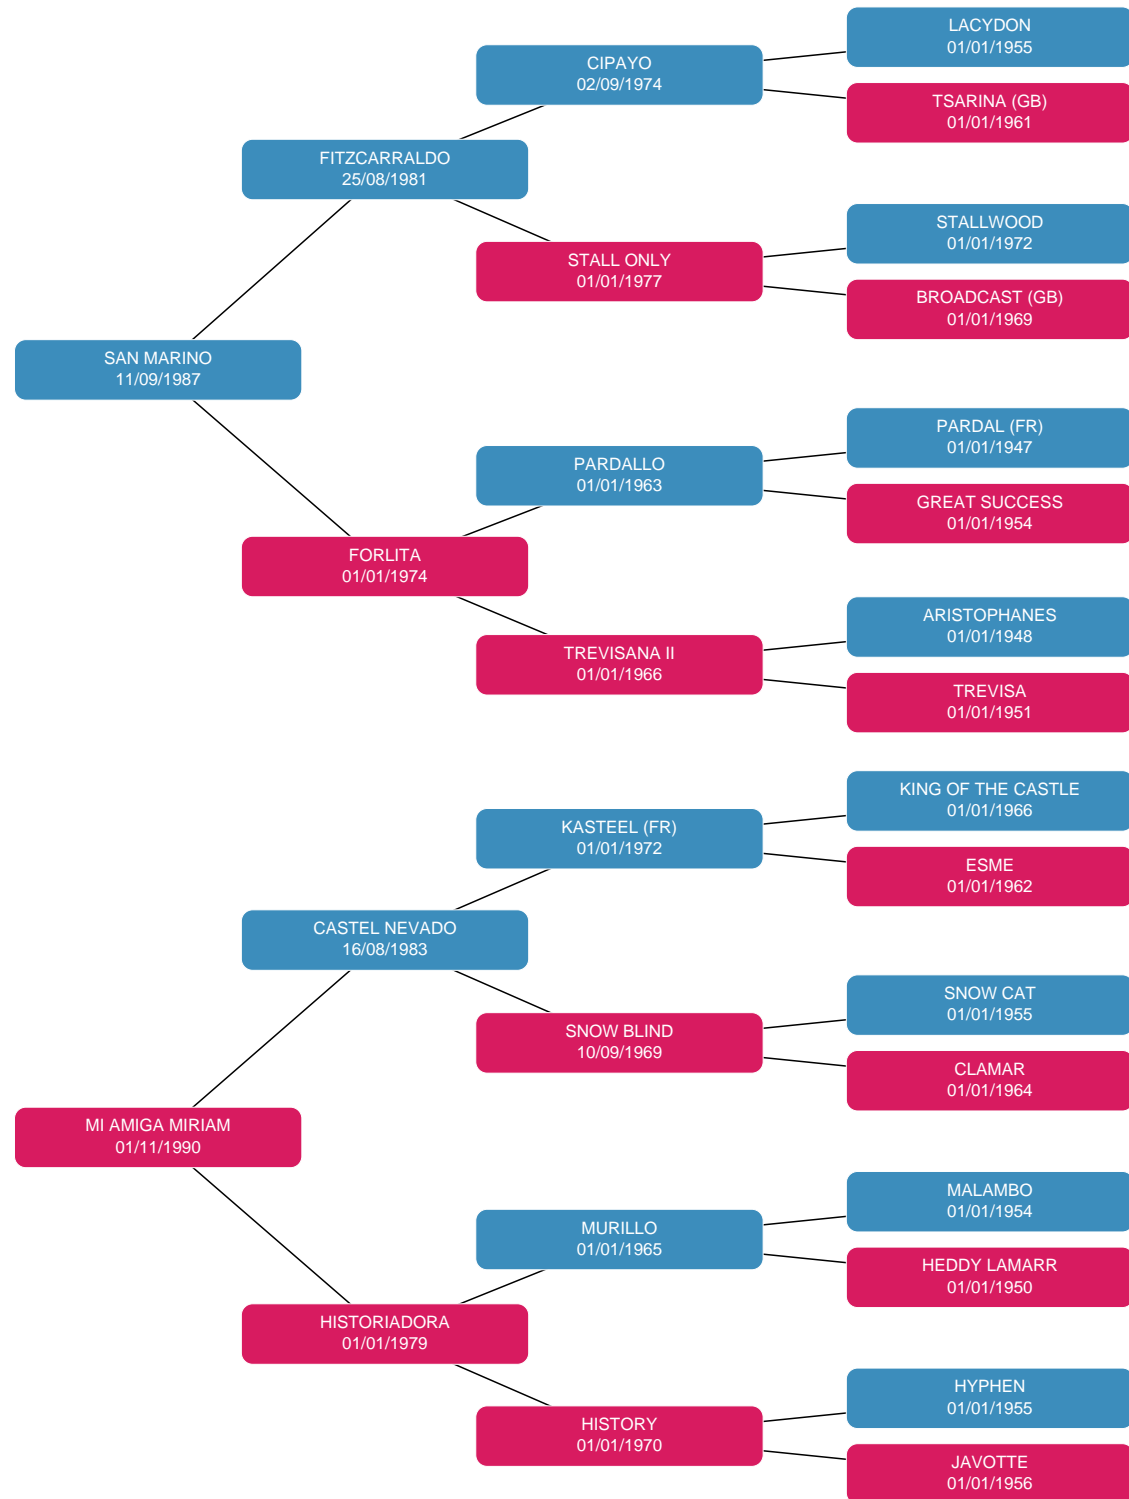 LACYDON
01/01/1955
CIPAYO
02/09/1974
TSARINA (GB)
01/01/1961
FITZCARRALDO
25/08/1981
STALLWOOD
01/01/1972
STALL ONLY
01/01/1977
BROADCAST (GB)
01/01/1969
SAN MARINO
11/09/1987
PARDAL (FR)
01/01/1947
PARDALLO
01/01/1963
GREAT SUCCESS
01/01/1954
FORLITA
01/01/1974
ARISTOPHANES
01/01/1948
TREVISANA II
01/01/1966
TREVISA
01/01/1951
KING OF THE CASTLE
01/01/1966
KASTEEL (FR)
01/01/1972
ESME
01/01/1962
CASTEL NEVADO
16/08/1983
SNOW CAT
01/01/1955
SNOW BLIND
10/09/1969
CLAMAR
01/01/1964
MI AMIGA MIRIAM
01/11/1990
MALAMBO
01/01/1954
MURILLO
01/01/1965
HEDDY LAMARR
01/01/1950
HISTORIADORA
01/01/1979
HYPHEN
01/01/1955
HISTORY
01/01/1970
JAVOTTE
01/01/1956